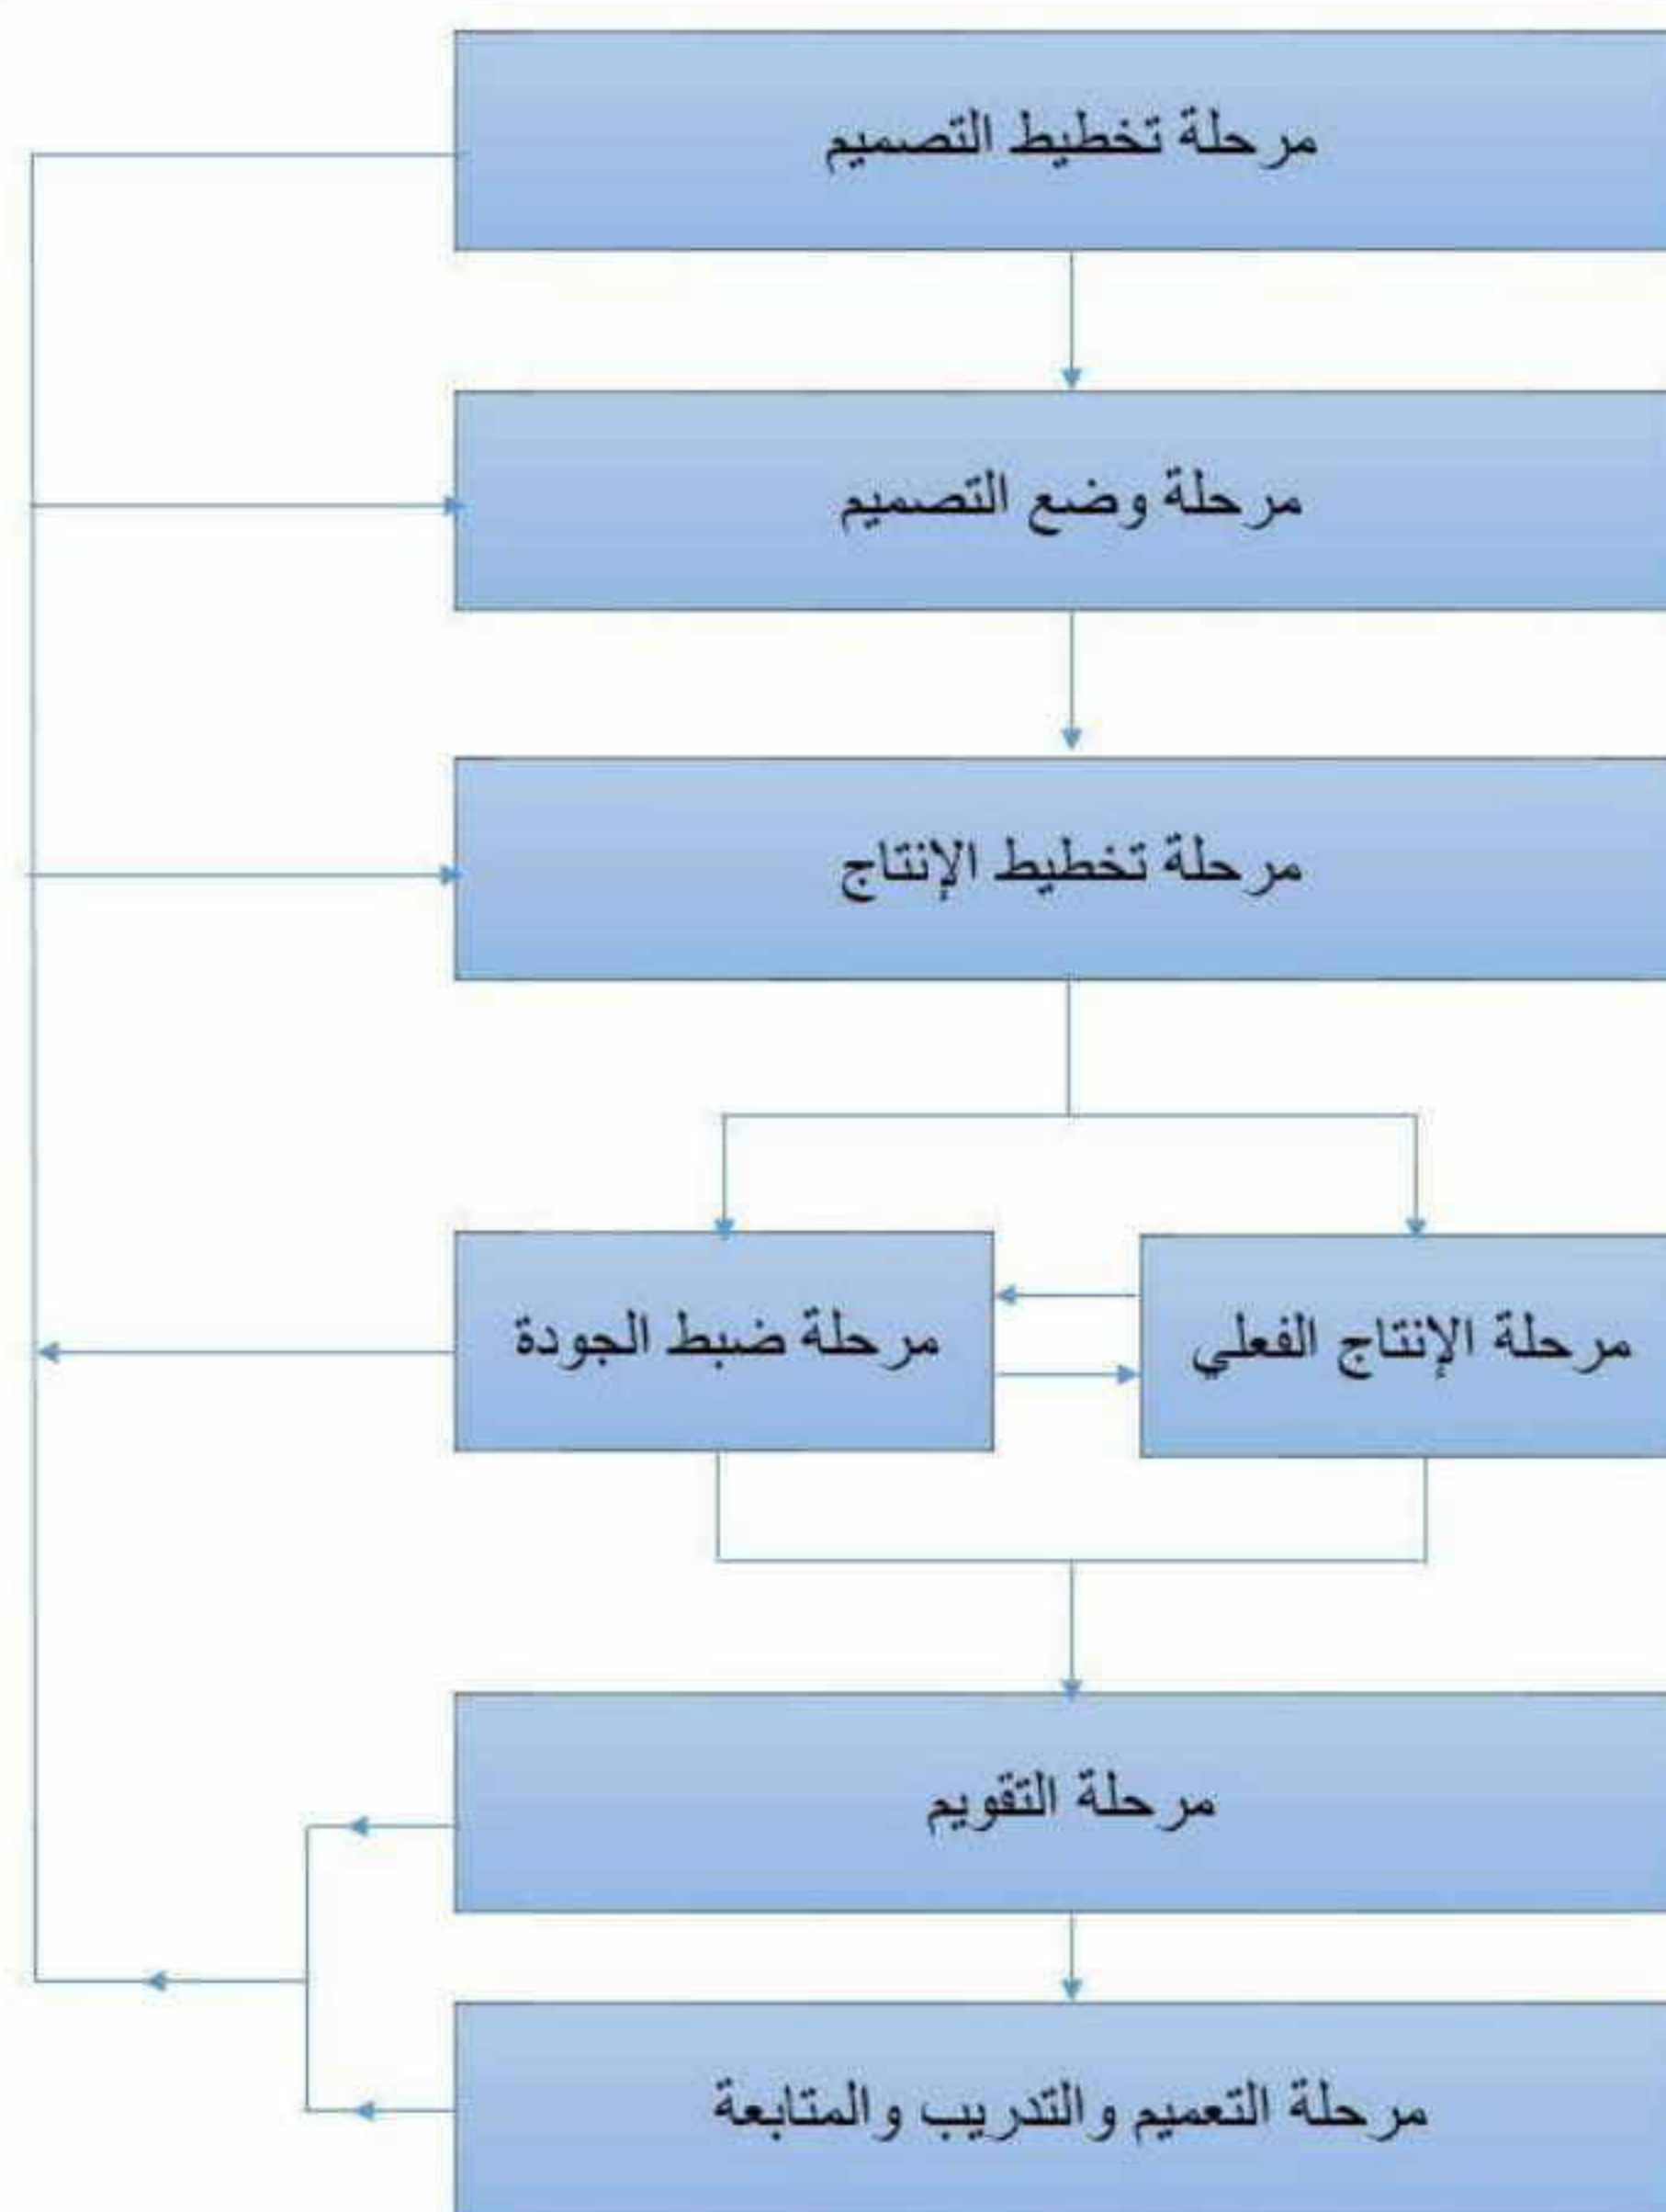 مرحلة تخطيط التصميم
مرحلة وضع التصميم
مرحلة تخطيط الإنتاج
مرحلة الإنتاج الفعلي
مرحلة ضبط الجودة
مرحلة التقويم
مرحلة التعميم والتدريب والمتابعة